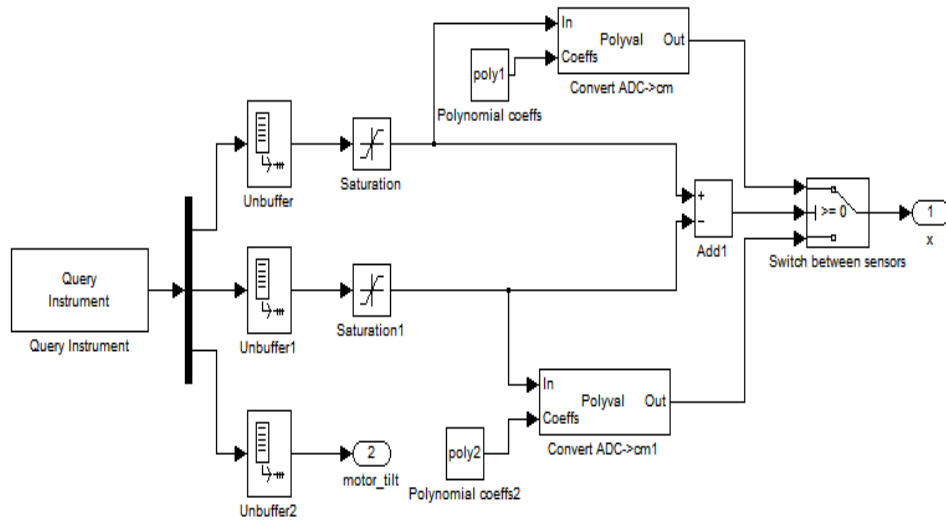 In
Polyval
Out
Coeffs
Convert ADC->cm
poly1
Polynomial coeffs
Unbuffer
Saturation
+
-
Add1
>= 0
Switch between sensors
1
x
Query
Instrument
Query Instrument
Unbuffer1
Saturation1
In
Polyval
Out
Coeffs
Convert ADC->cm1
poly2
Polynomial coeffs2
Unbuffer2
2
motor_tilt